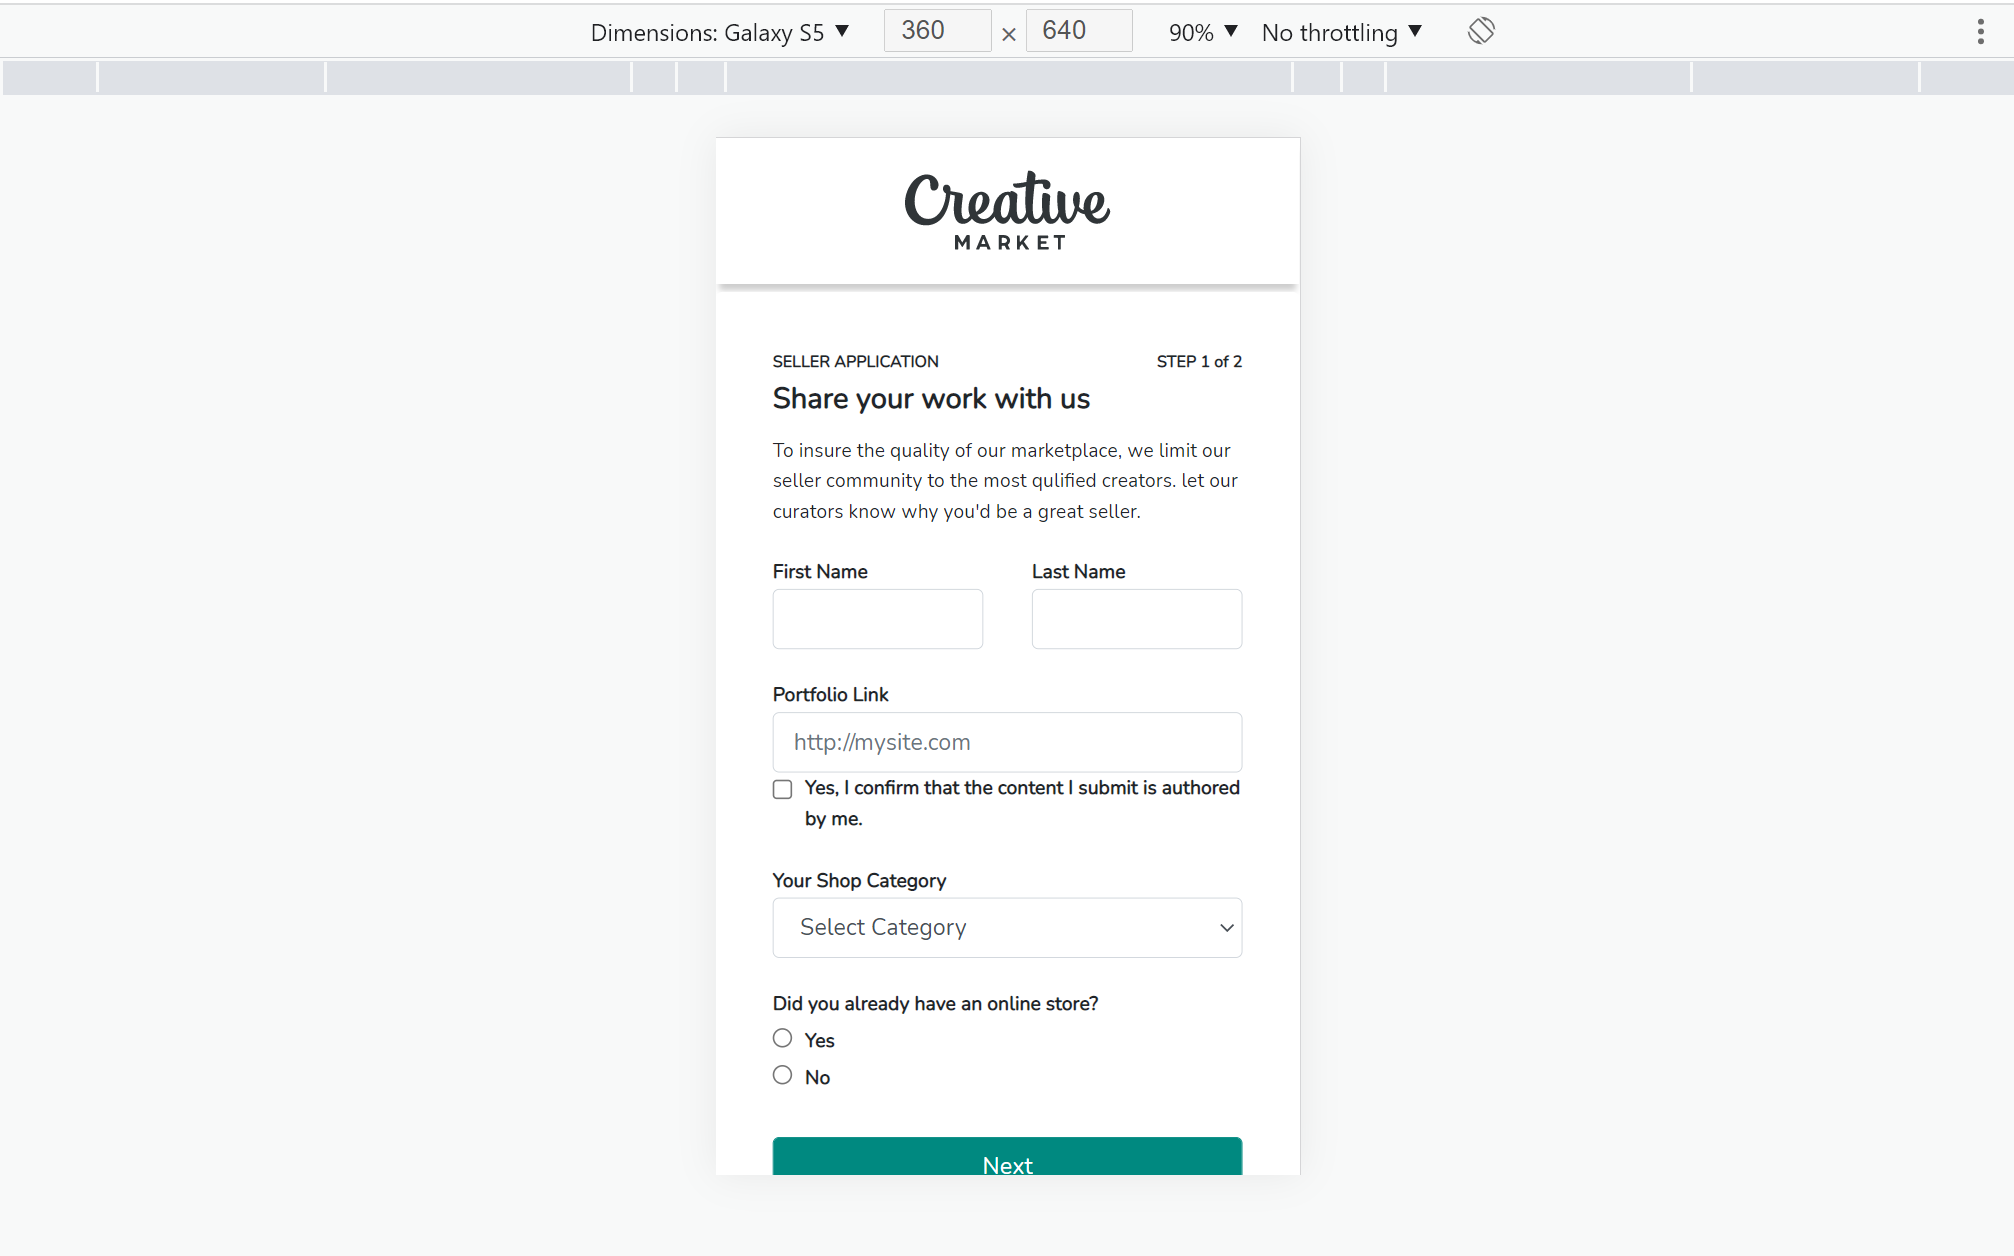 Dimensions: Galaxy S5 ▼ 360 × 640 90% ▼ No throttling ▼
Creative
MARKET
SELLER APPLICATION STEP 1 of 2
Share your work with us
To insure the quality of our marketplace, we limit our
seller community to the most qulified creators. let our
curators know why you'd be a great seller.
First Name Last Name
Portfolio Link
http://mysite.com
Yes, I confirm that the content I submit is authored
by me.
Your Shop Category
Select Category
Did you already have an online store?
Yes
No
Next